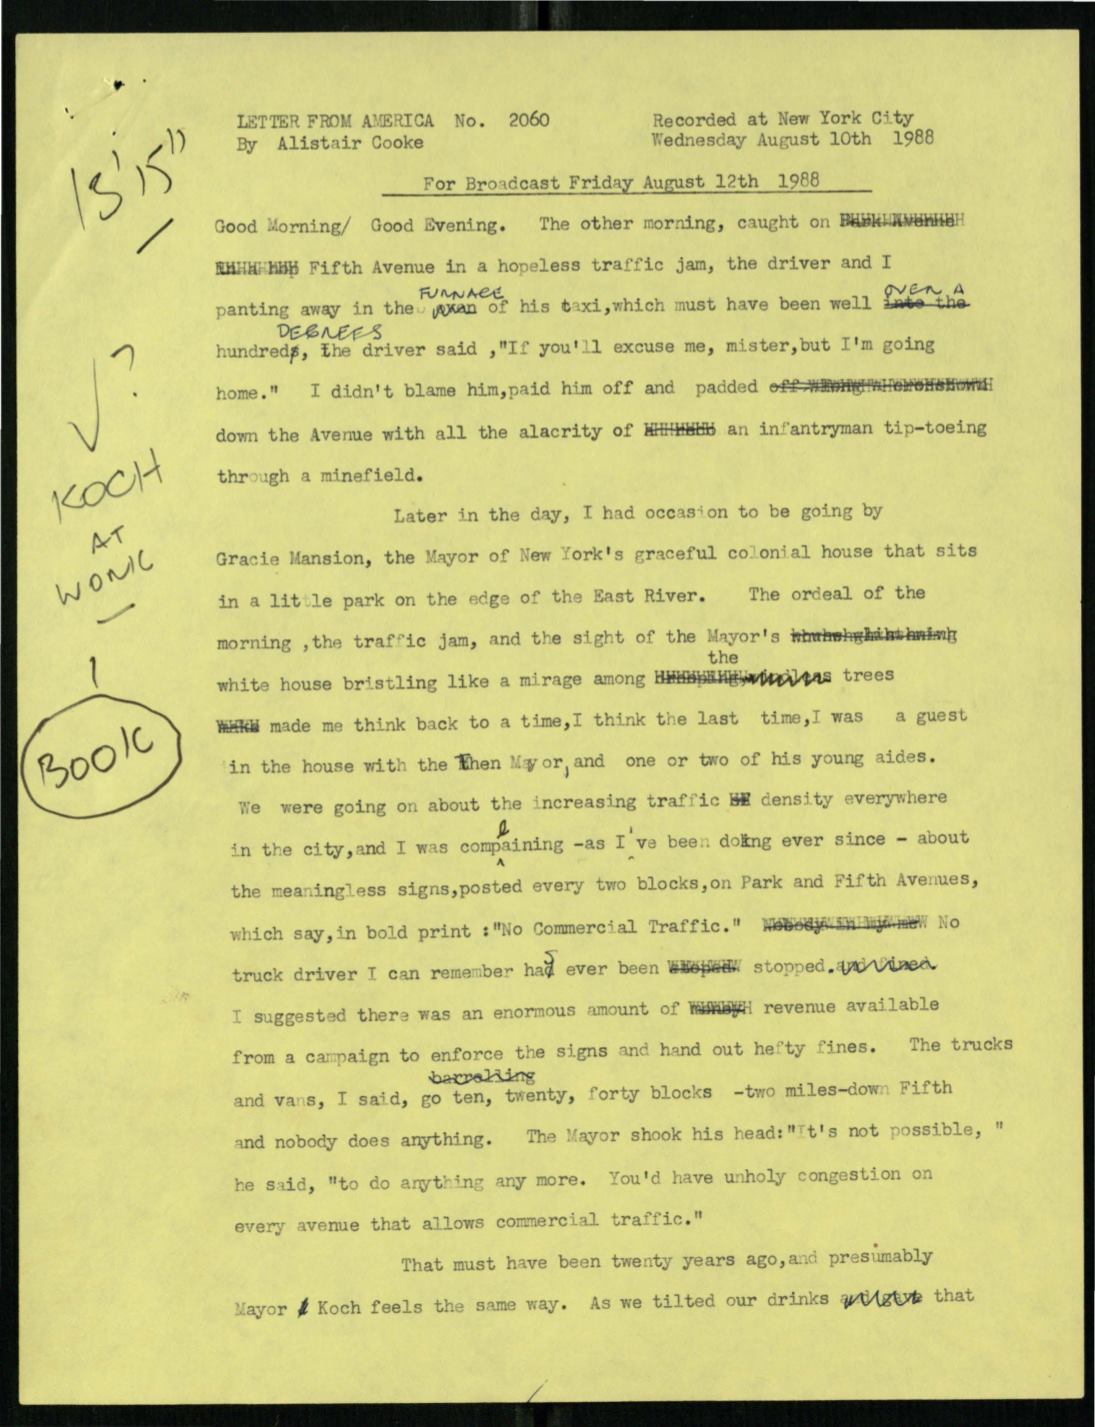 LETTER FROM AMERICA No. 2060 Recorded at New York City
By Alistair Cooke Wednesday August 10th 1988
For Broadcast Friday August 12th 1988
13'15"
Good Morning/ Good Evening. The other morning, caught on Park Avenue
Fifth Avenue in a hopeless traffic jam, the driver and I
FURNACE OVEN A
panting away in the of his taxi,which must have been well into the
DEGREES
hundreds, the driver said ,"If you'll excuse me, mister,but I'm going
home." I didn't blame him,paid him off and padded off
down the Avenue with all the alacrity of an infantryman tip-toeing
through a minefield.
√?
KOCH
AT
WORK
BOOK
Later in the day, I had occasion to be going by
Gracie Mansion, the Mayor of New York's graceful colonial house that sits
in a little park on the edge of the East River. The ordeal of the
morning ,the traffic jam, and the sight of the Mayor's
the
white house bristling like a mirage among trees
made me think back to a time,I think the last time,I was a guest
in the house with the then Mayor, and one or two of his young aides.
We were going on about the increasing traffic density everywhere
l
in the city,and I was compaining -as I've been doing ever since - about
the meaningless signs,posted every two blocks,on Park and Fifth Avenues,
which say,in bold print :"No Commercial Traffic." Nobody in my No
truck driver I can remember has ever been stopped. and fined
I suggested there was an enormous amount of money revenue available
from a campaign to enforce the signs and hand out hefty fines. The trucks
barrelling
and vans, I said, go ten, twenty, forty blocks -two miles-down Fifth
and nobody does anything. The Mayor shook his head:"It's not possible, "
he said, "to do anything any more. You'd have unholy congestion on
every avenue that allows commercial traffic."
That must have been twenty years ago,and presumably
Mayor Koch feels the same way. As we tilted our drinks and gave that